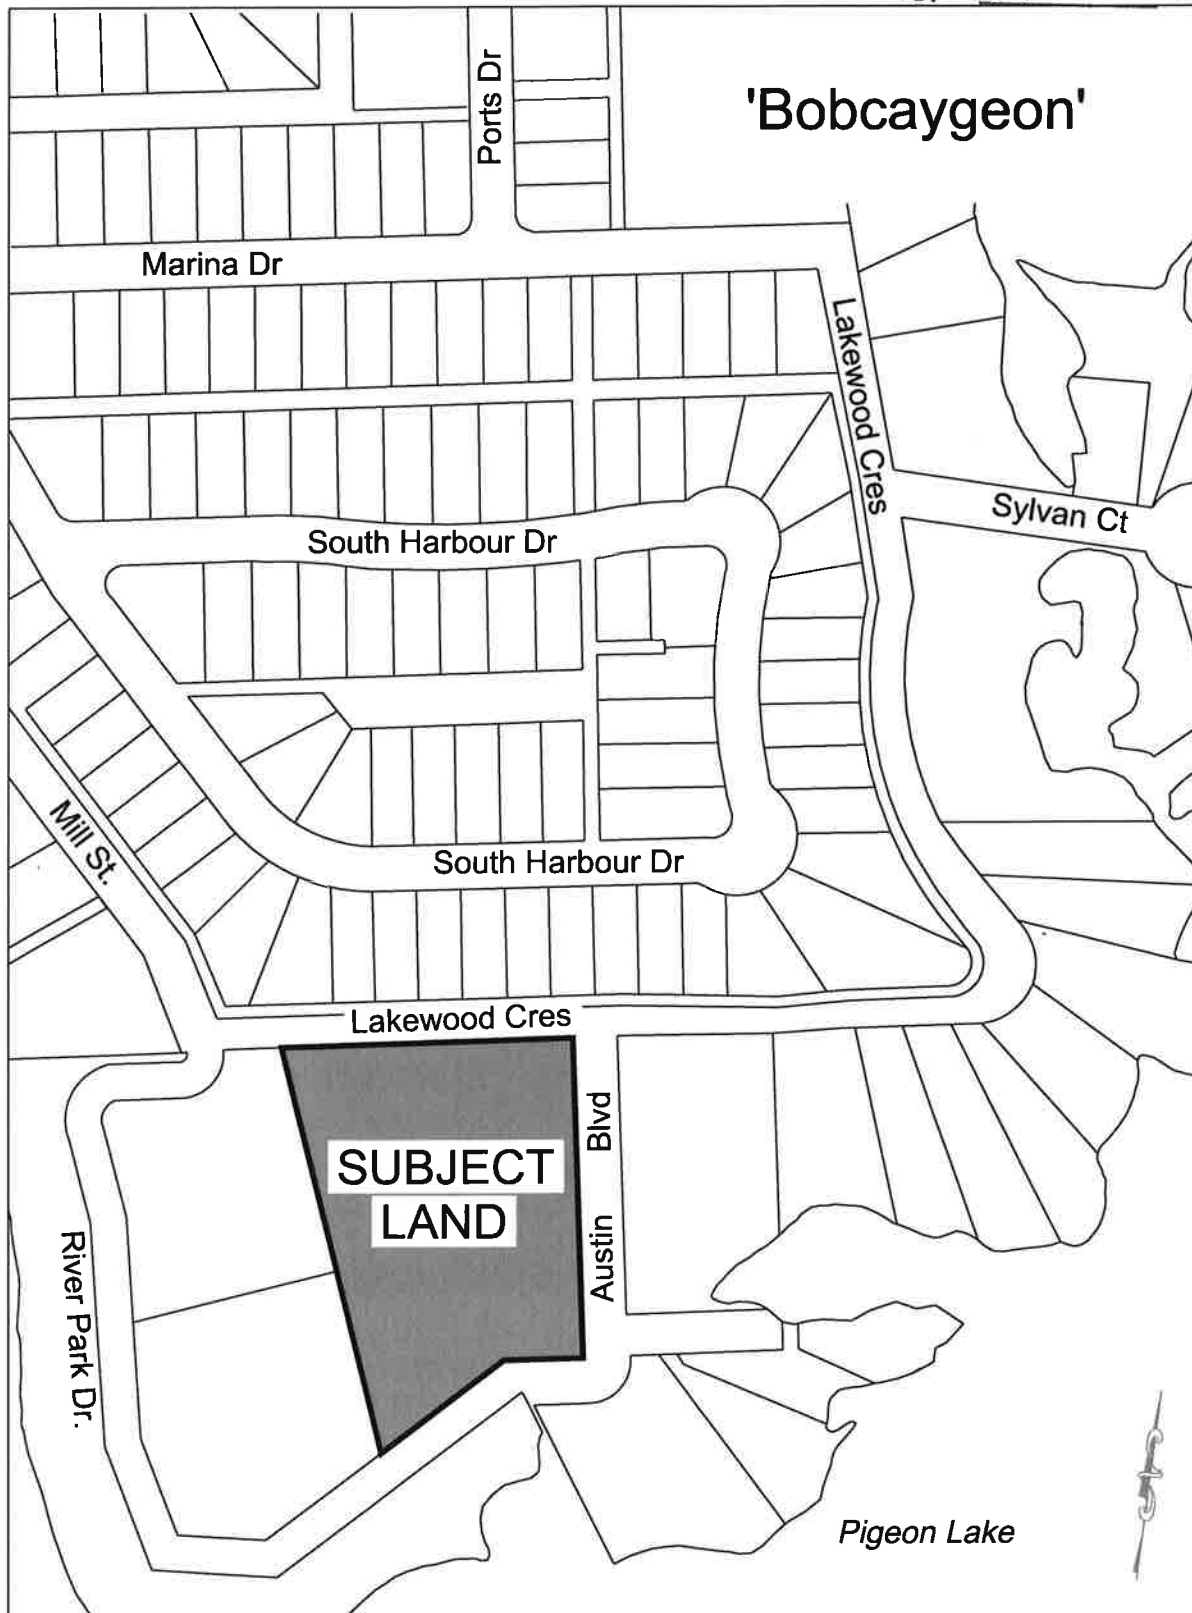 'Bobcaygeon'
Ports Dr
Marina Dr
Lakewood Cres
Sylvan Ct
South Harbour Dr
Mill St.
South Harbour Dr
Lakewood Cres
SUBJECT
LAND
Austin Blvd
River Park Dr.
Pigeon Lake